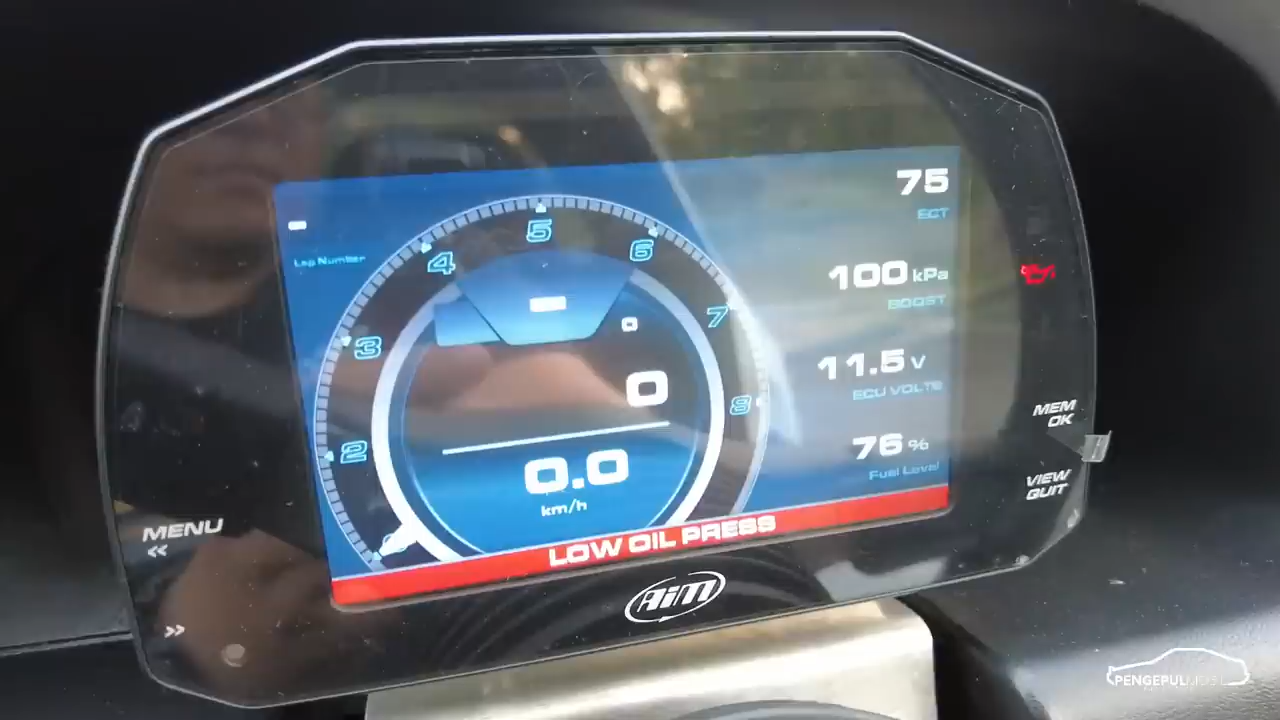 75
ECT
Lap Number
5
6
4
100 kPa
BOOST
7
3
0
11.5 V
ECU VOLTS
0
8
MEM
OK
2
76 %
Fuel Level
0.0
km/h
VIEW
QUIT
MENU
<<
LOW OIL PRESS
AiM
>>